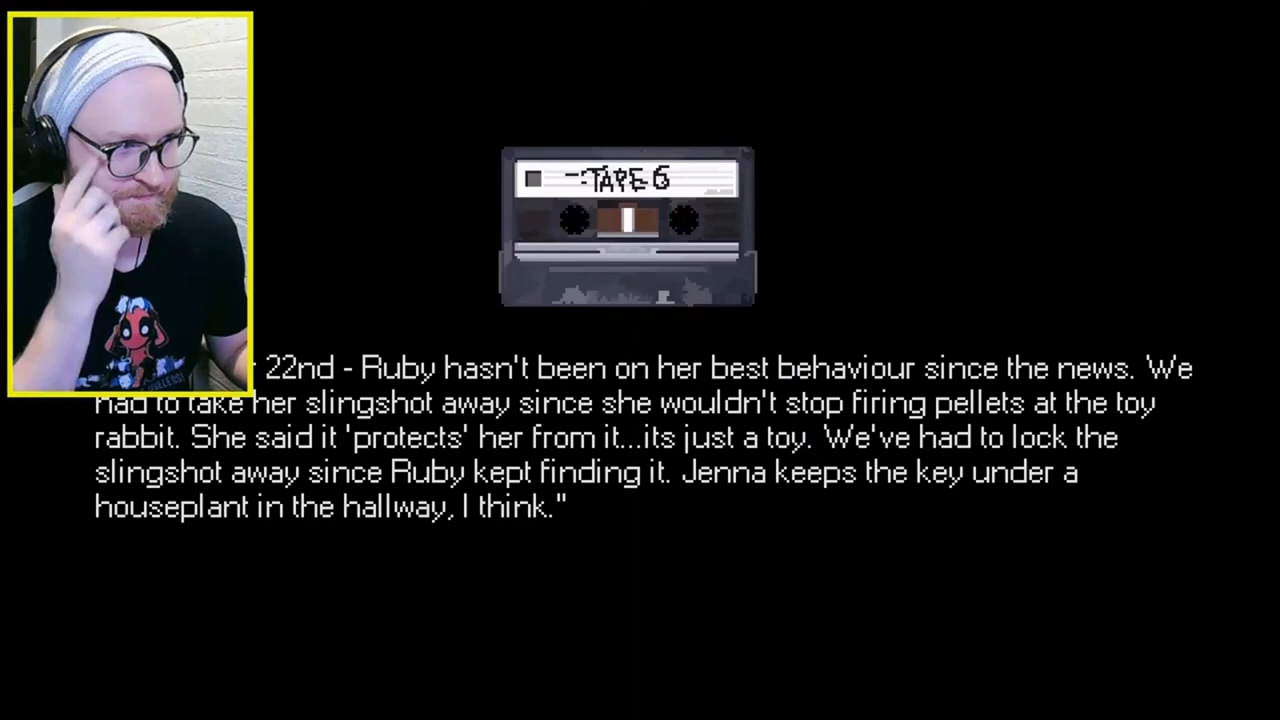 -:TAPE 6
22nd - Ruby hasn't been on her best behaviour since the news. We
had to take her slingshot away since she wouldn't stop firing pellets at the toy
rabbit. She said it 'protects' her from it...its just a toy. We've had to lock the
slingshot away since Ruby kept finding it. Jenna keeps the key under a
houseplant in the hallway, I think."